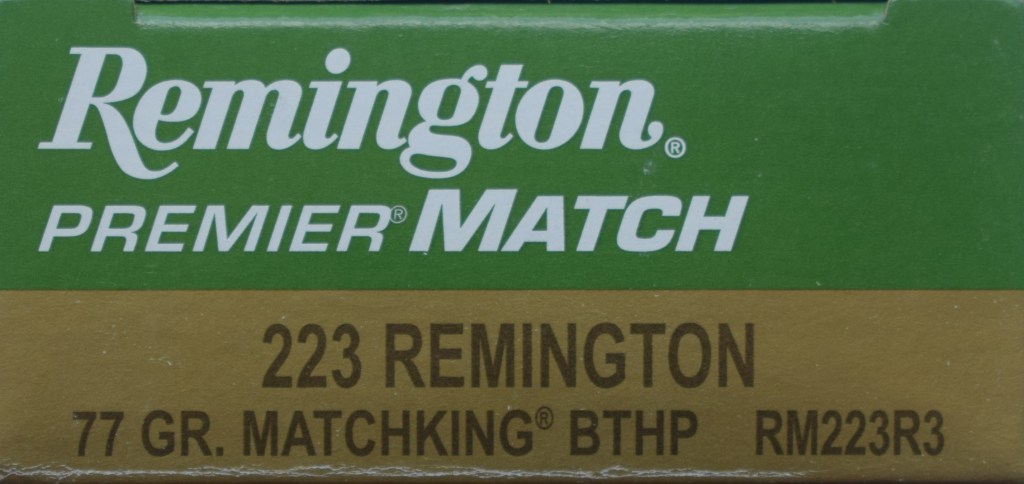 Remington®
PREMIER® MATCH
223 REMINGTON
77 GR. MATCHKING® BTHP RM223R3